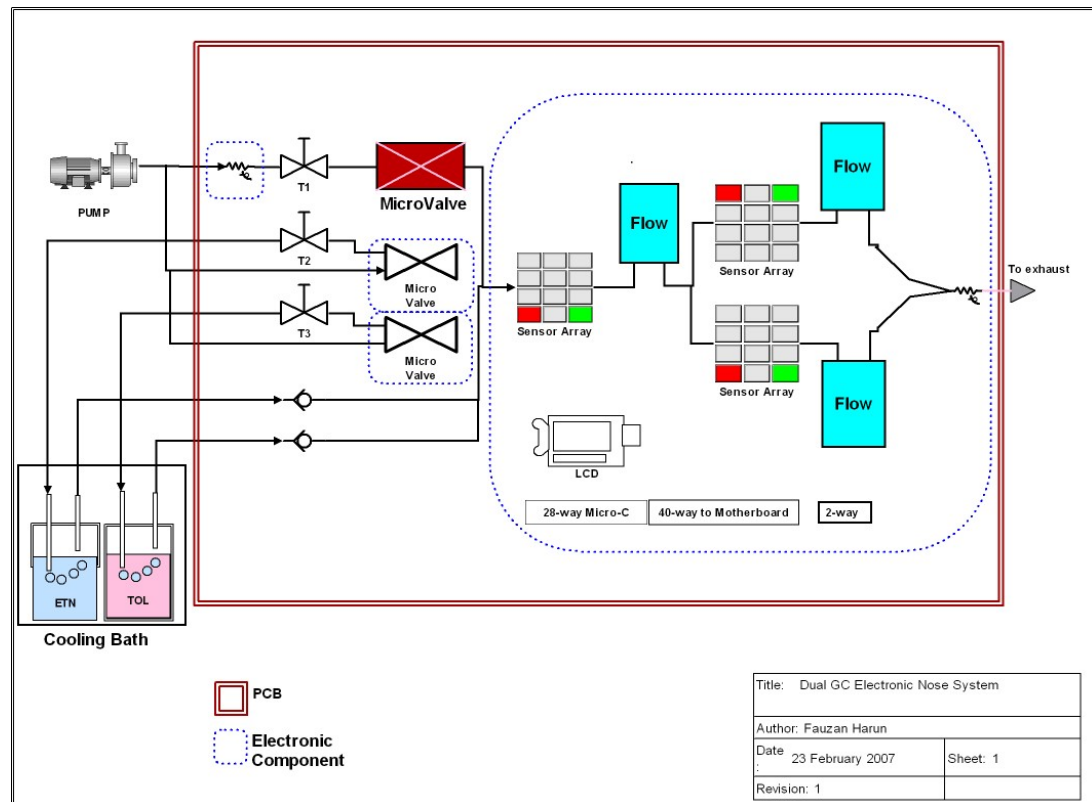 PUMP
T1
MicroValve
T2
Micro
Valve
T3
Micro
Valve
Sensor Array
Flow
Sensor Array
Flow
Sensor Array
Flow
To exhaust
LCD
28-way Micro-C
40-way to Motherboard
2-way
ETN
TOL
Cooling Bath
PCB
Electronic
Component
Title: Dual GC Electronic Nose System
Author: Fauzan Harun
Date
: 23 February 2007
Sheet: 1
Revision: 1